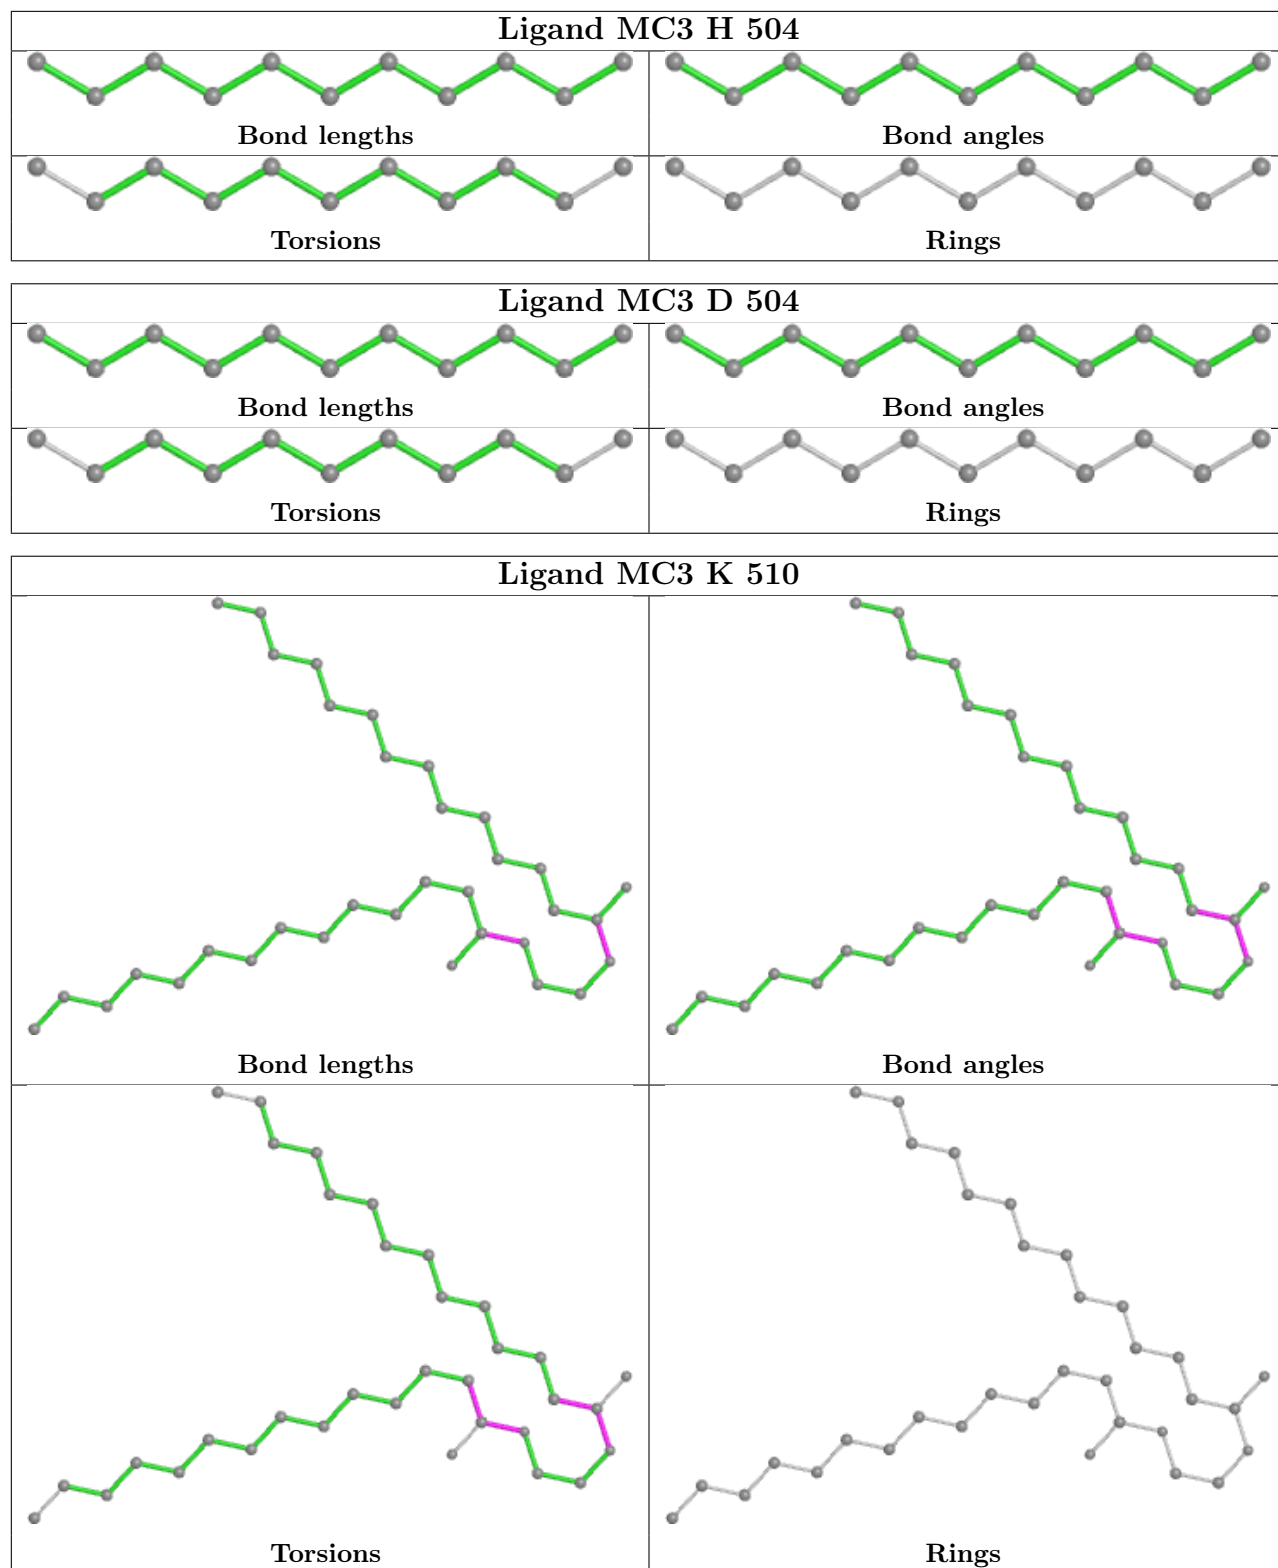 Ligand MC3 H 504
Bond lengths
Bond angles
Torsions
Rings
Ligand MC3 D 504
Bond lengths
Bond angles
Torsions
Rings
Ligand MC3 K 510
Bond lengths
Bond angles
Torsions
Rings